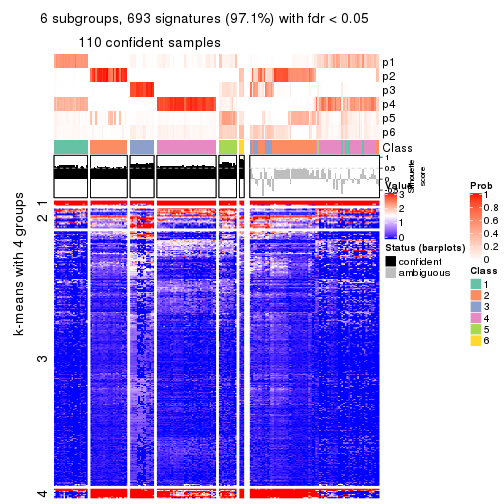 6 subgroups, 693 signatures (97.1%) with fdr < 0.05
110 confident samples
p1
p2
p3
p4
p5
p6
Class
1
0.5
0
-0.5
Silhouette
score
k-means with 4 groups
1
2
3
4
Value
3
2
1
0
Status (barplots)
confident
ambiguous
Prob
1
0.8
0.6
0.4
0.2
0
Class
1
2
3
4
5
6